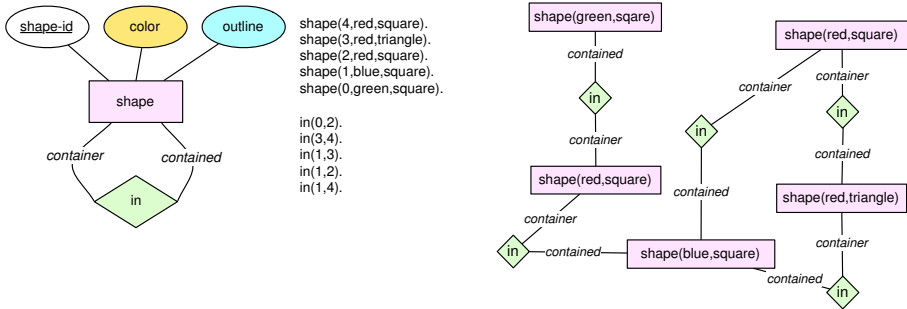 shape-id
color
outline
shape
container
contained
in
shape(4,red,square).
shape(3,red,triangle).
shape(2,red,square).
shape(1,blue,square).
shape(0,green,square).
in(0,2).
in(3,4).
in(1,3).
in(1,2).
in(1,4).
shape(green,sqare)
contained
in
container
shape(red,square)
container
in
contained
shape(blue,square)
shape(red,square)
container
in
contained
container
in
contained
shape(red,triangle)
container
in
contained